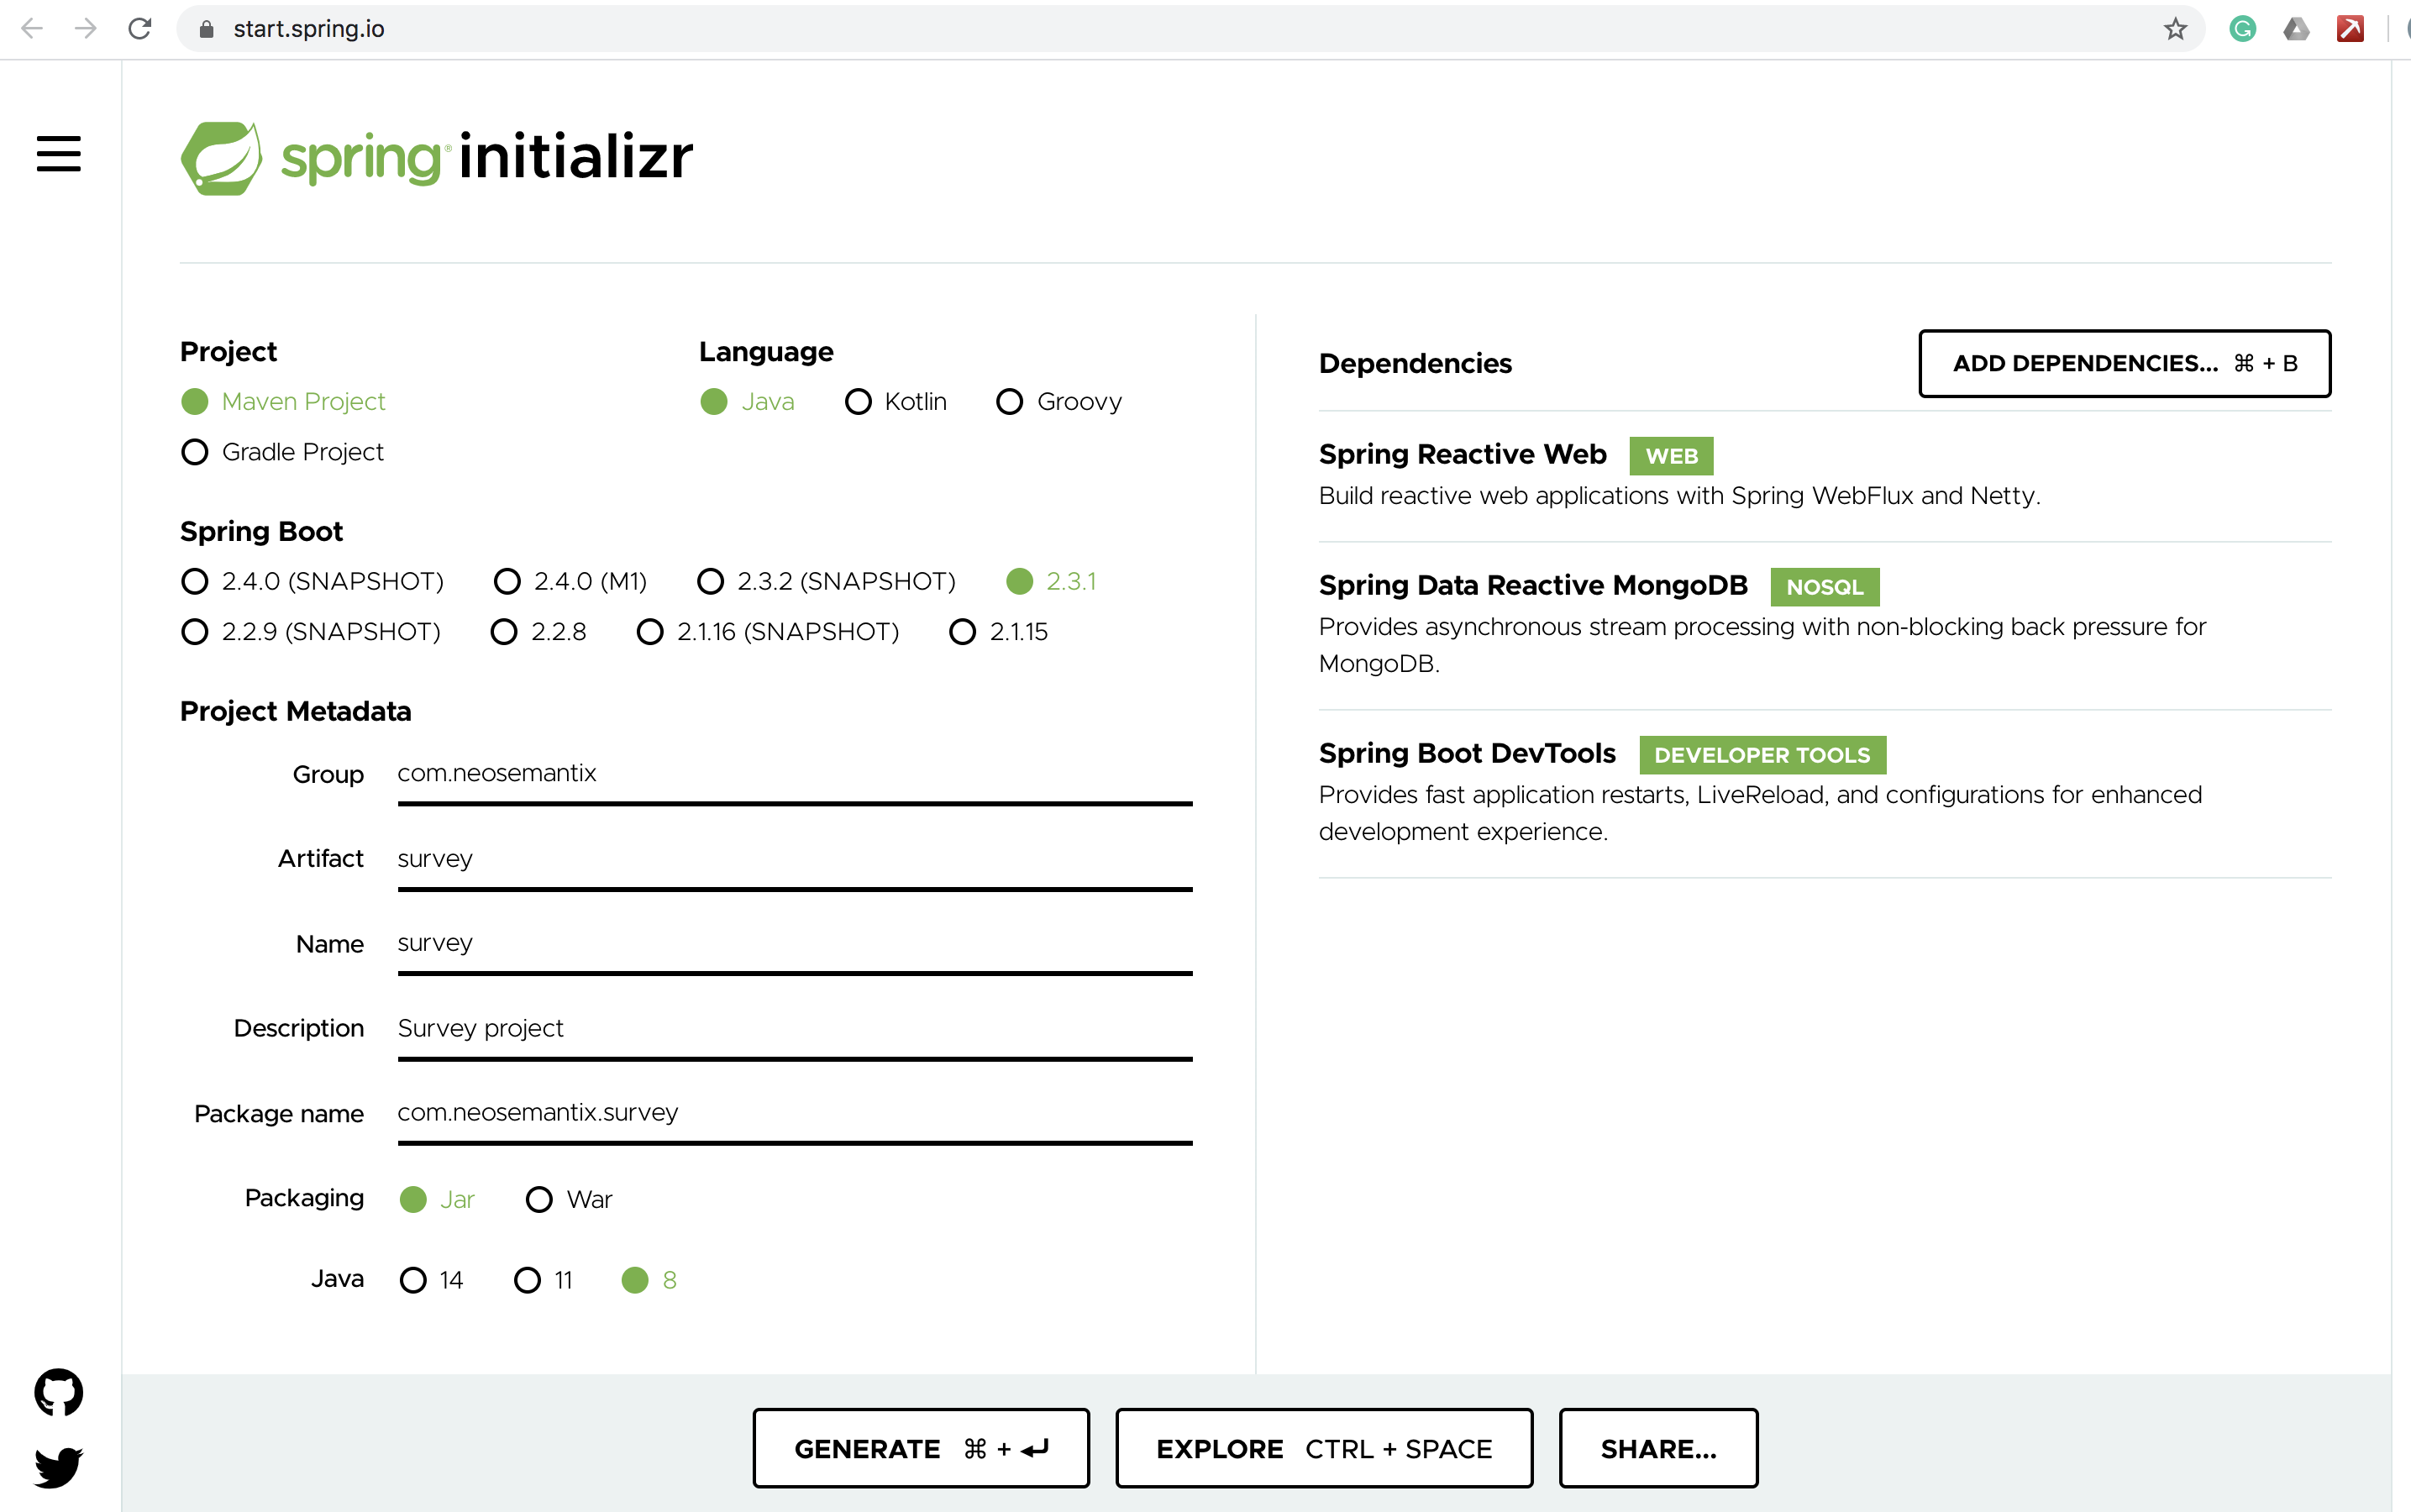 start.spring.io
spring initializr
Project
Maven Project
Gradle Project
Language
Java Kotlin Groovy
Spring Boot
2.4.0 (SNAPSHOT) 2.4.0 (M1) 2.3.2 (SNAPSHOT) 2.3.1
2.2.9 (SNAPSHOT) 2.2.8 2.1.16 (SNAPSHOT) 2.1.15
Project Metadata
Group com.neosemantix
Artifact survey
Name survey
Description Survey project
Package name com.neosemantix.survey
Packaging Jar War
Java 14 11 8
Dependencies ADD DEPENDENCIES... ⌘ + B
Spring Reactive Web WEB
Build reactive web applications with Spring WebFlux and Netty.
Spring Data Reactive MongoDB NOSQL
Provides asynchronous stream processing with non-blocking back pressure for
MongoDB.
Spring Boot DevTools DEVELOPER TOOLS
Provides fast application restarts, LiveReload, and configurations for enhanced
development experience.
GENERATE ⌘ + ↵ EXPLORE CTRL + SPACE SHARE...